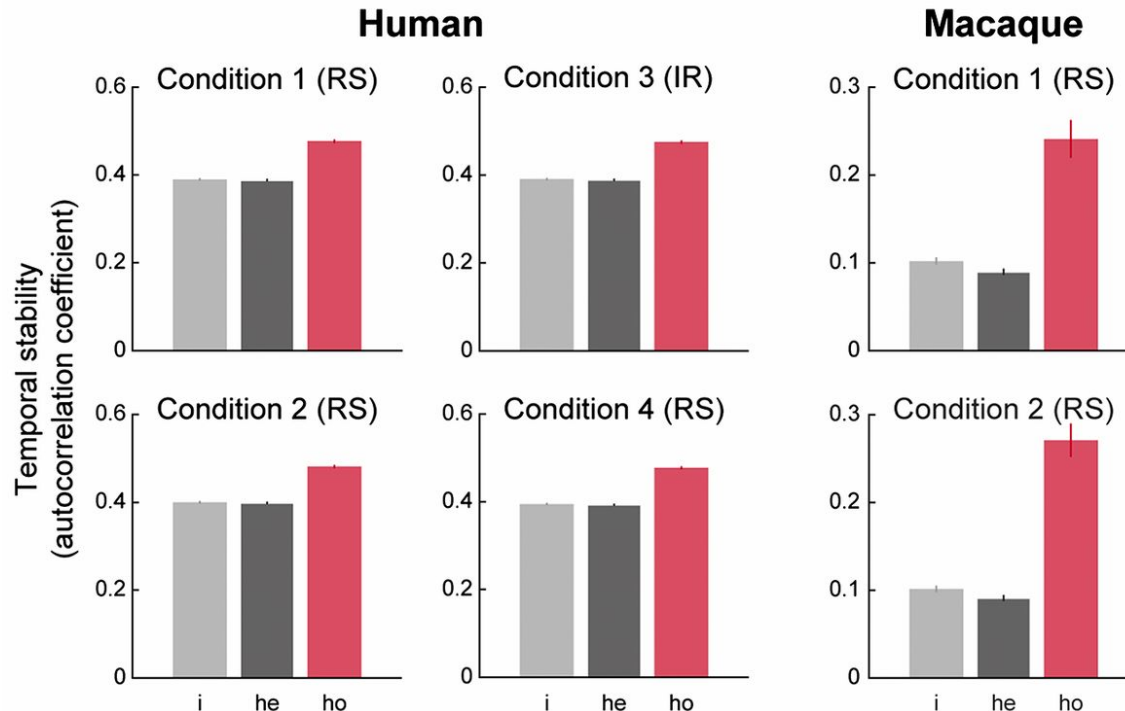 Human
Macaque
Temporal stability
(autocorrelation coefficient)
Condition 1 (RS)
0.6
0.4
0.2
0
Condition 3 (IR)
0.6
0.4
0.2
0
Condition 1 (RS)
0.3
0.2
0.1
0
Condition 2 (RS)
0.6
0.4
0.2
0
i he ho
Condition 4 (RS)
0.6
0.4
0.2
0
i he ho
Condition 2 (RS)
0.3
0.2
0.1
0
i he ho